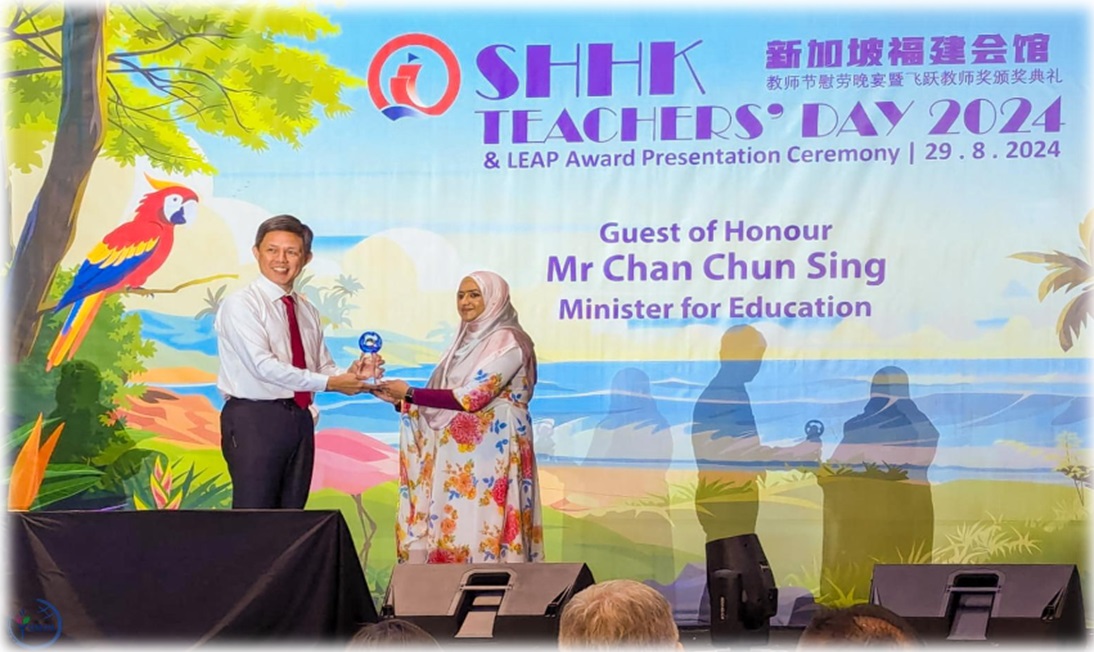 SHHK
新加坡福建会馆
教师节慰劳晚宴暨飞跃教师奖颁奖典礼
TEACHERS' DAY 2024
& LEAP Award Presentation Ceremony | 29 . 8 . 2024
Guest of Honour
Mr Chan Chun Sing
Minister for Education